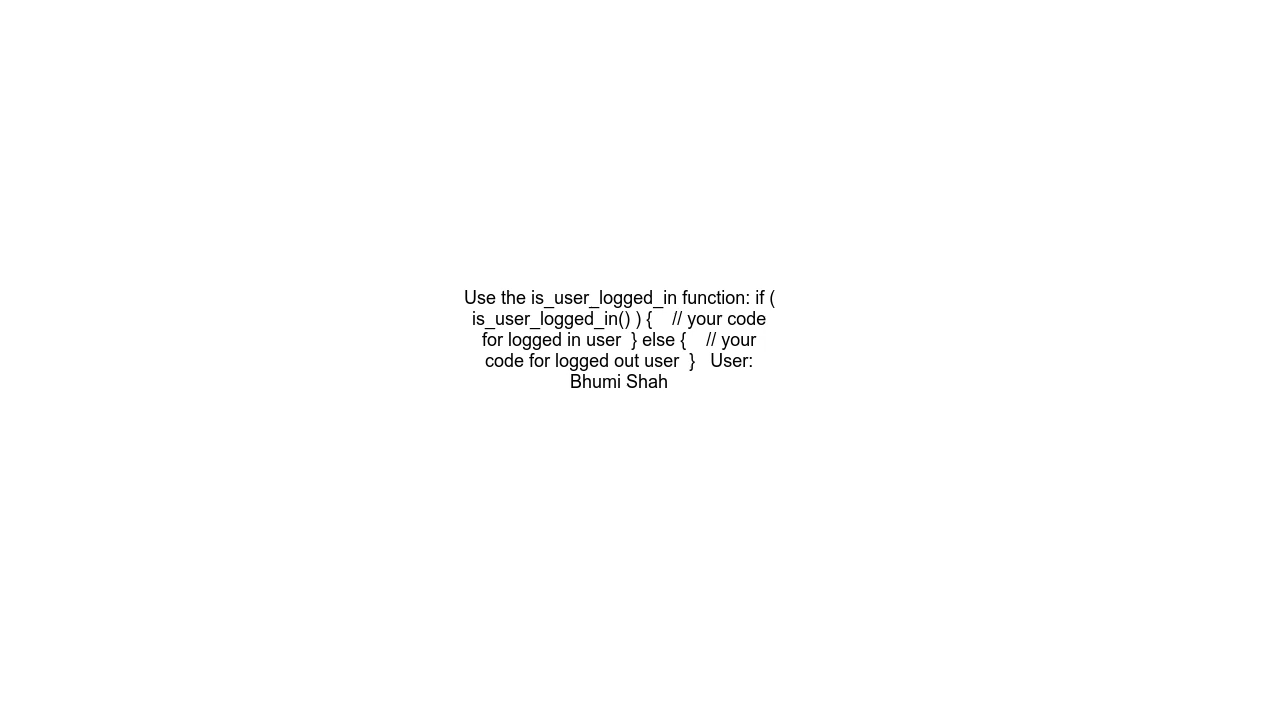 Use the is_user_logged_in function: if (
is_user_logged_in() ) {    // your code
for logged in user  } else {    // your
code for logged out user  }   User:
Bhumi Shah